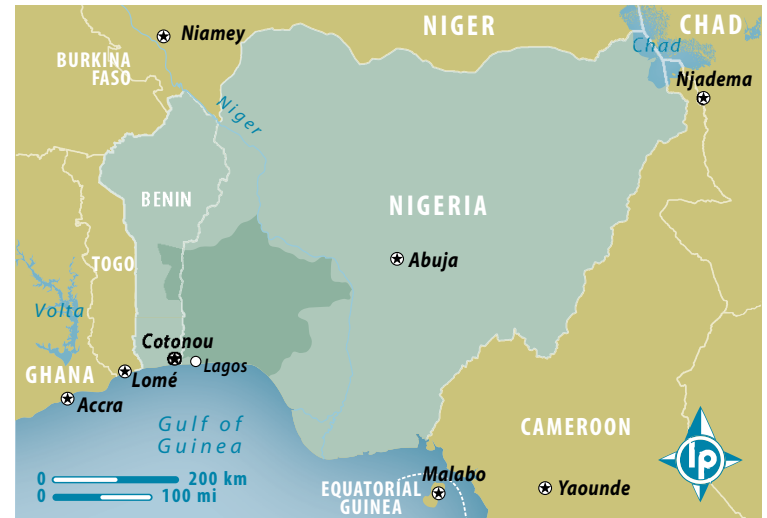 Niamey
NIGER
CHAD
Chad
BURKINA
FASO
Njadema
Niger
BENIN
NIGERIA
TOGO
Abuja
Volta
Cotonou
Lagos
GHANA
Lomé
Accra
Gulf of
Guinea
CAMEROON
lp
0 200 km
0 100 mi
Malabo
EQUATORIAL
GUINEA
Yaounde